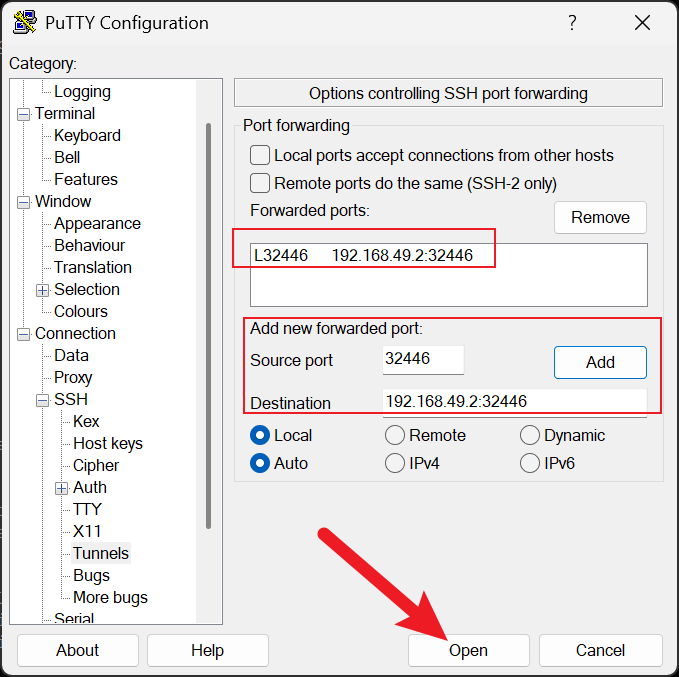 PuTTY Configuration ?
Category:
Logging
Terminal
Keyboard
Bell
Features
Window
Appearance
Behaviour
Translation
Selection
Colours
Connection
Data
Proxy
SSH
Kex
Host keys
Cipher
Auth
TTY
X11
Tunnels
Bugs
More bugs
Serial
Options controlling SSH port forwarding
Port forwarding
Local ports accept connections from other hosts
Remote ports do the same (SSH-2 only)
Forwarded ports:
Remove
L32446 192.168.49.2:32446
Add new forwarded port:
Source port 32446 Add
Destination 192.168.49.2:32446
Local Remote Dynamic
Auto IPv4 IPv6
About Help Open Cancel